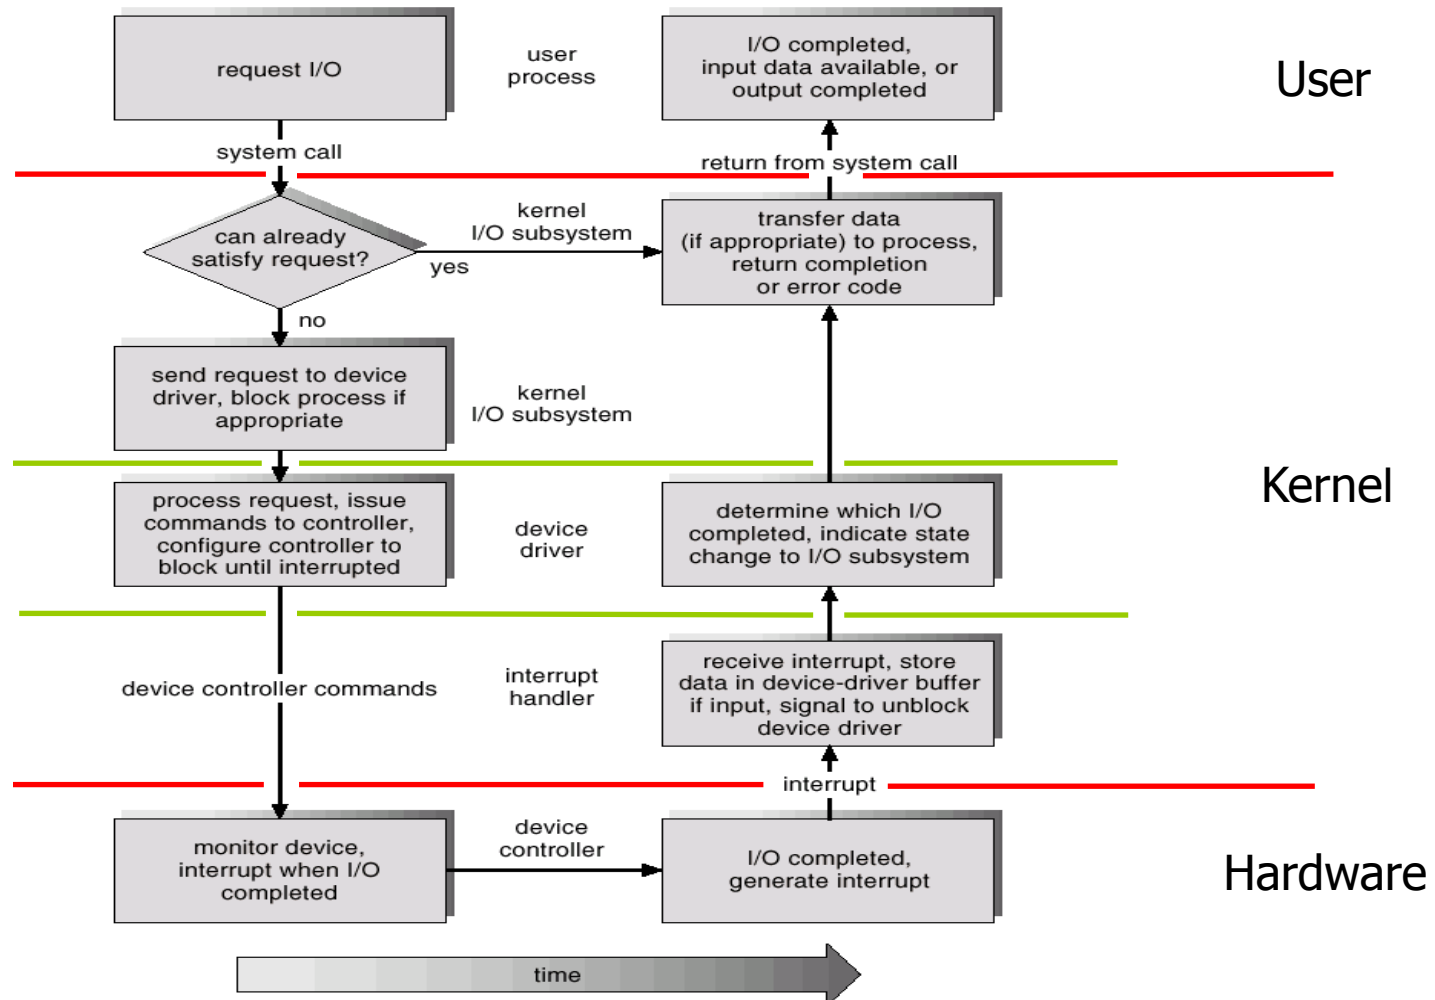 request I/O
user
process
I/O completed,
input data available, or
output completed
User
system call
return from system call
can already
satisfy request?
kernel
I/O subsystem
yes
transfer data
(if appropriate) to process,
return completion
or error code
no
send request to device
driver, block process if
appropriate
kernel
I/O subsystem
Kernel
process request, issue
commands to controller,
configure controller to
block until interrupted
device
driver
determine which I/O
completed, indicate state
change to I/O subsystem
device controller commands
interrupt
handler
receive interrupt, store
data in device-driver buffer
if input, signal to unblock
device driver
interrupt
monitor device,
interrupt when I/O
completed
device
controller
I/O completed,
generate interrupt
Hardware
time